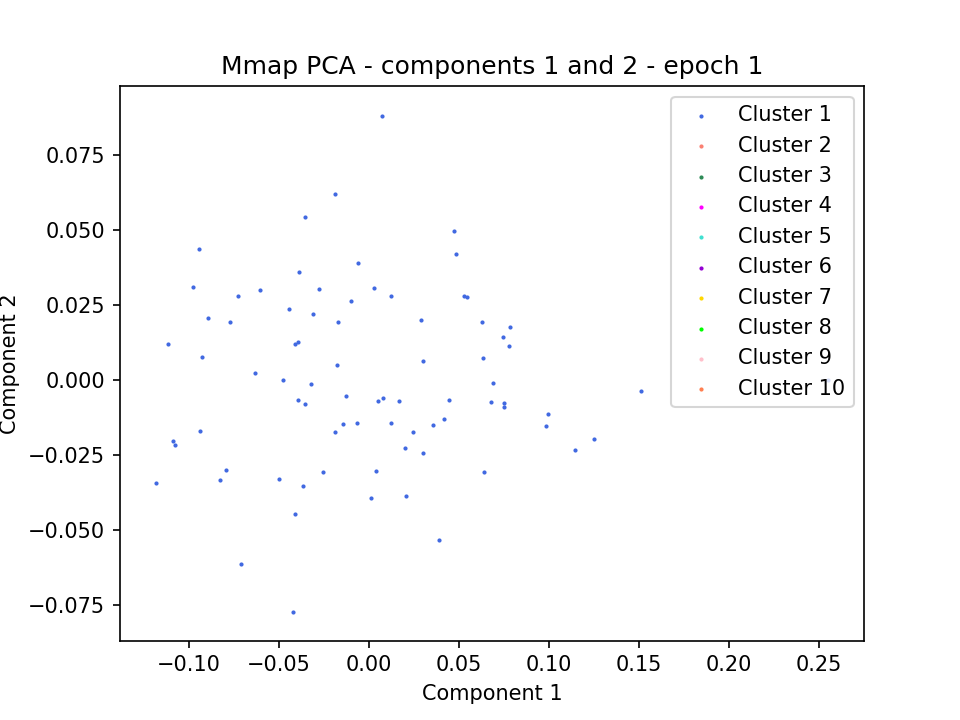 Mmap PCA - components 1 and 2 - epoch 1
Component 2
0.075
0.050
0.025
0.000
−0.025
−0.050
−0.075
Cluster 1
Cluster 2
Cluster 3
Cluster 4
Cluster 5
Cluster 6
Cluster 7
Cluster 8
Cluster 9
Cluster 10
−0.10 −0.05 0.00 0.05 0.10 0.15 0.20 0.25
Component 1